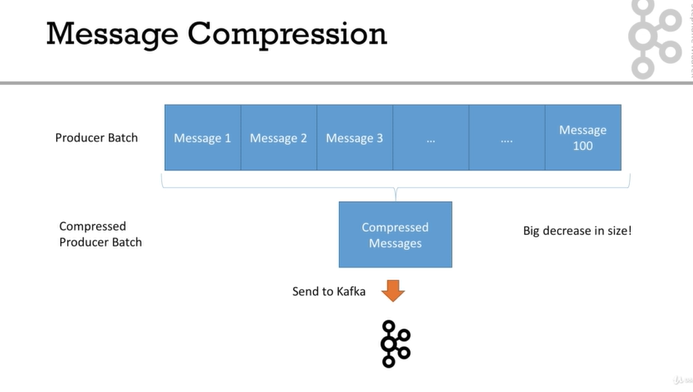 Message Compression
Producer Batch
Message 1
Message 2
Message 3
...
....
Message
100
Compressed
Producer Batch
Compressed
Messages
Big decrease in size!
Send to Kafka